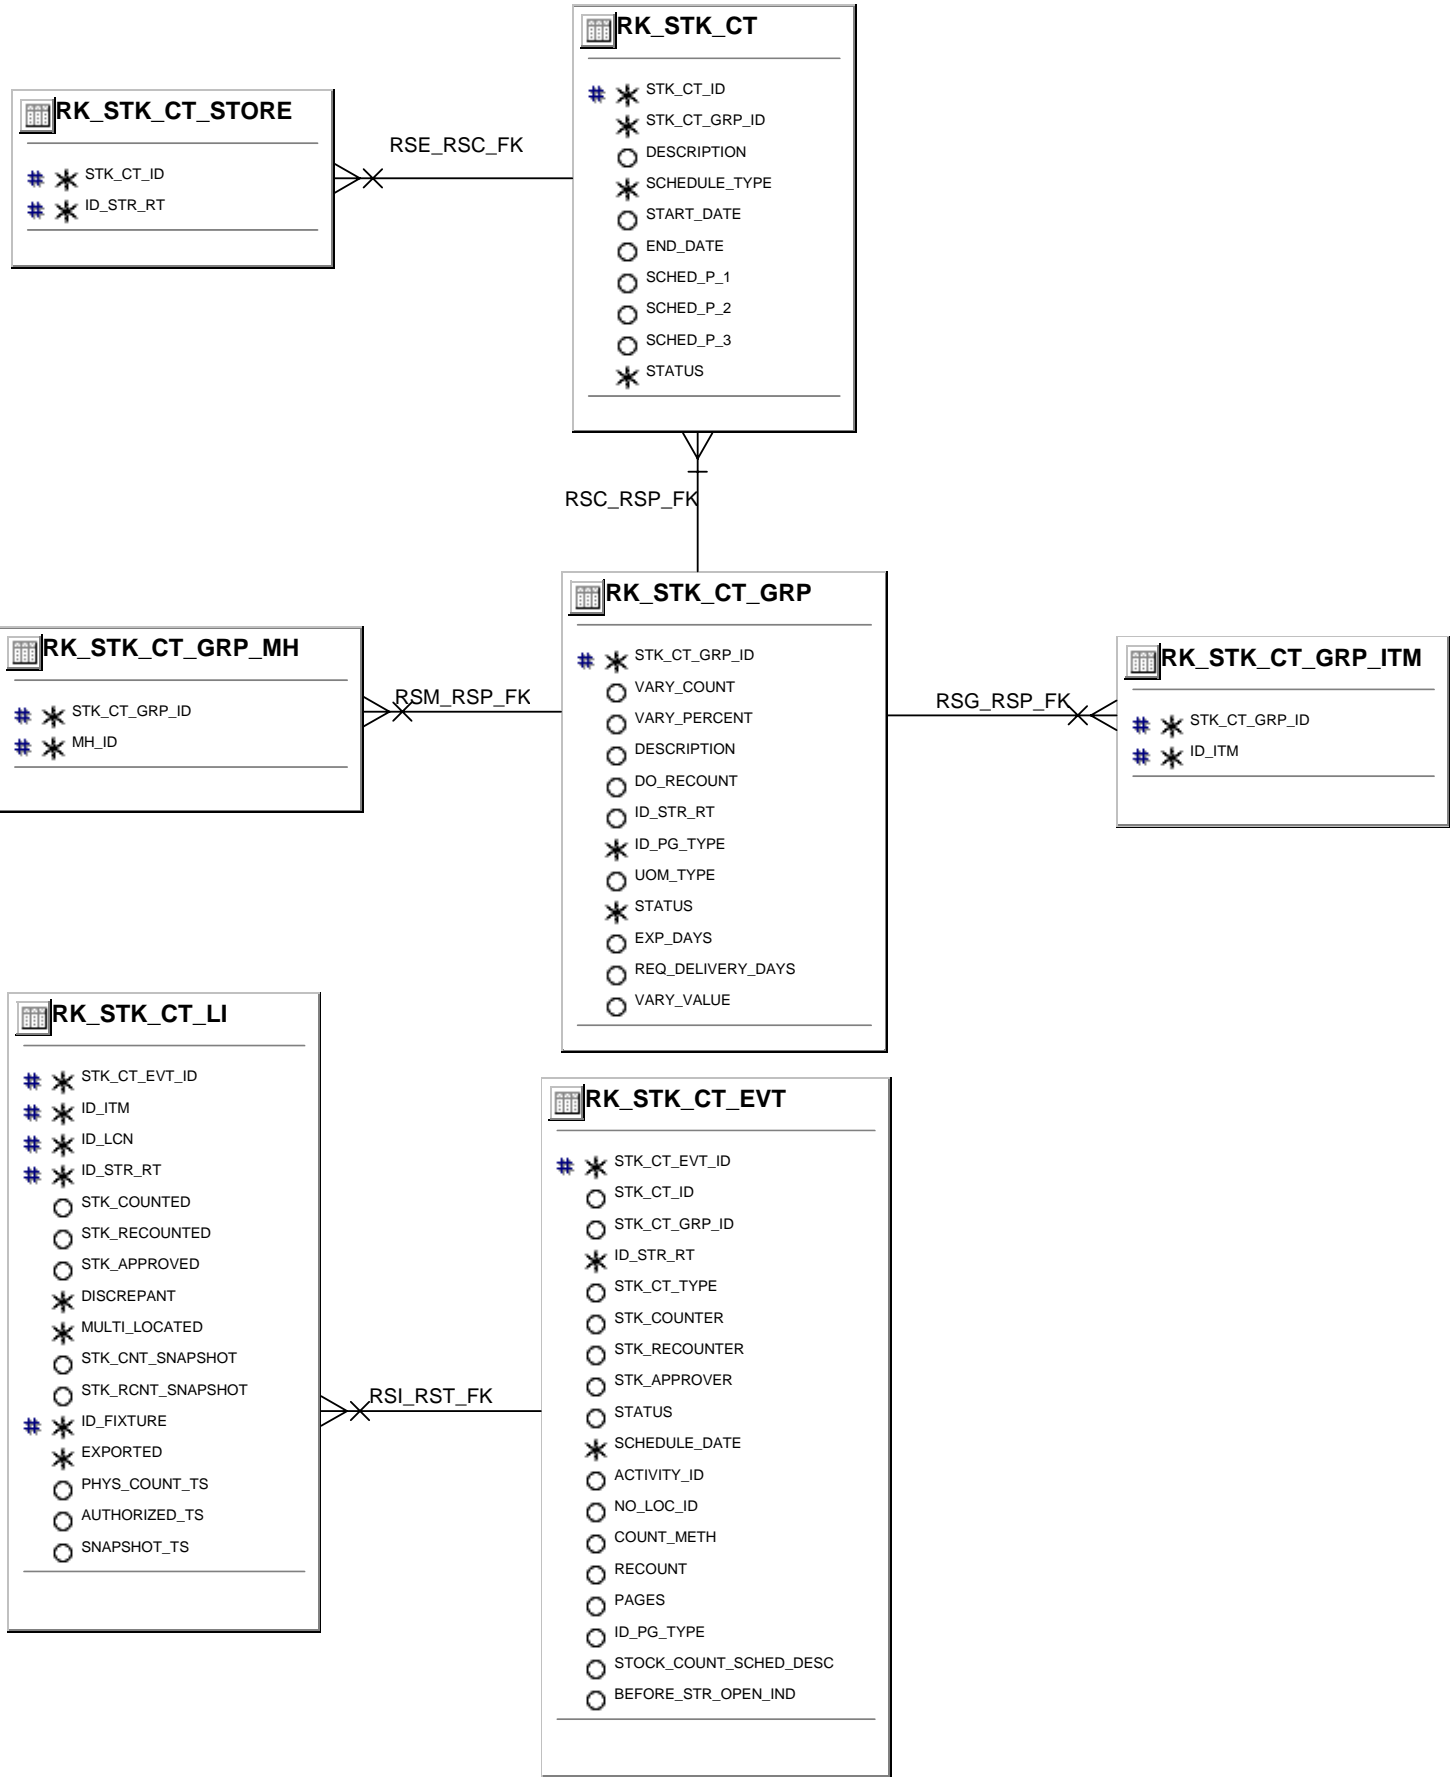 RK_STK_CT
# * STK_CT_ID
* STK_CT_GRP_ID
O DESCRIPTION
* SCHEDULE_TYPE
O START_DATE
O END_DATE
O SCHED_P_1
O SCHED_P_2
O SCHED_P_3
* STATUS
RK_STK_CT_STORE
# * STK_CT_ID
# * ID_STR_RT
RSE_RSC_FK
RSC_RSP_FK
RK_STK_CT_GRP
# * STK_CT_GRP_ID
O VARY_COUNT
O VARY_PERCENT
O DESCRIPTION
O DO_RECOUNT
O ID_STR_RT
* ID_PG_TYPE
O UOM_TYPE
* STATUS
O EXP_DAYS
O REQ_DELIVERY_DAYS
O VARY_VALUE
RK_STK_CT_GRP_MH
# * STK_CT_GRP_ID
# * MH_ID
RSM_RSP_FK
RSG_RSP_FK
RK_STK_CT_GRP_ITM
# * STK_CT_GRP_ID
# * ID_ITM
RK_STK_CT_LI
# * STK_CT_EVT_ID
# * ID_ITM
# * ID_LCN
# * ID_STR_RT
O STK_COUNTED
O STK_RECOUNTED
O STK_APPROVED
* DISCREPANT
* MULTI_LOCATED
O STK_CNT_SNAPSHOT
O STK_RCNT_SNAPSHOT
# * ID_FIXTURE
* EXPORTED
O PHYS_COUNT_TS
O AUTHORIZED_TS
O SNAPSHOT_TS
RSI_RST_FK
RK_STK_CT_EVT
# * STK_CT_EVT_ID
O STK_CT_ID
O STK_CT_GRP_ID
* ID_STR_RT
O STK_CT_TYPE
O STK_COUNTER
O STK_RECOUNTER
O STK_APPROVER
O STATUS
* SCHEDULE_DATE
O ACTIVITY_ID
O NO_LOC_ID
O COUNT_METH
O RECOUNT
O PAGES
O ID_PG_TYPE
O STOCK_COUNT_SCHED_DESC
O BEFORE_STR_OPEN_IND